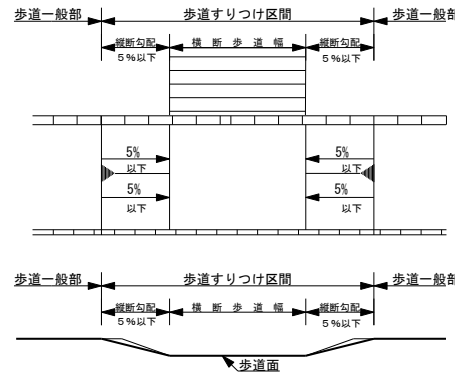 歩道一般部 歩道すりつけ区間 歩道一般部
縦断勾配 横断歩道幅 縦断勾配
5%以下 5%以下
5% 5%
以下 以下
5% 5%
以下 以下
歩道一般部 歩道すりつけ区間 歩道一般部
縦断勾配 横断歩道幅 縦断勾配
5%以下 5%以下
歩道面